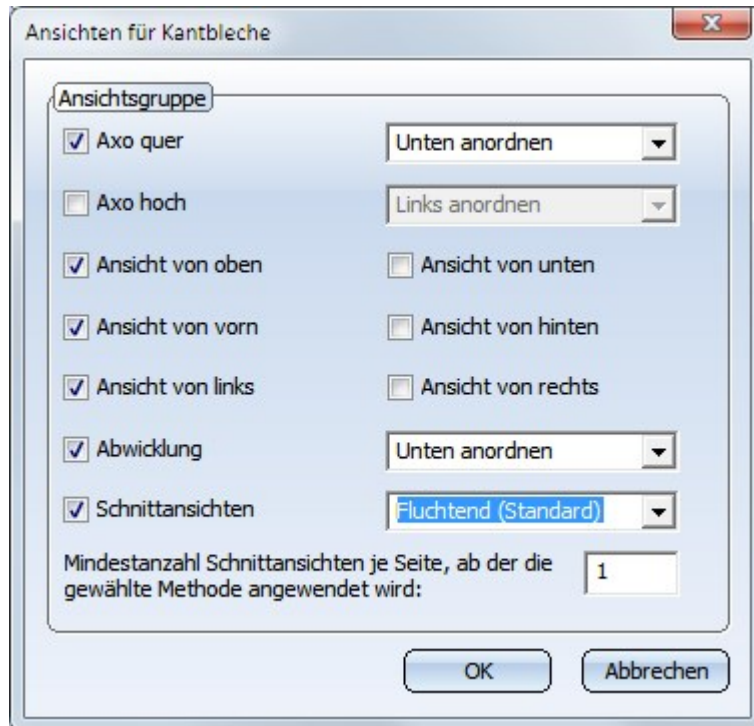 Ansichten für Kantbleche
Ansichtsgruppe
Axo quer Unten anordnen
Axo hoch Links anordnen
Ansicht von oben Ansicht von unten
Ansicht von vorn Ansicht von hinten
Ansicht von links Ansicht von rechts
Abwicklung Unten anordnen
Schnittansichten Fluchtend (Standard)
Mindestanzahl Schnittansichten je Seite, ab der die
gewählte Methode angewendet wird: 1
OK Abbrechen